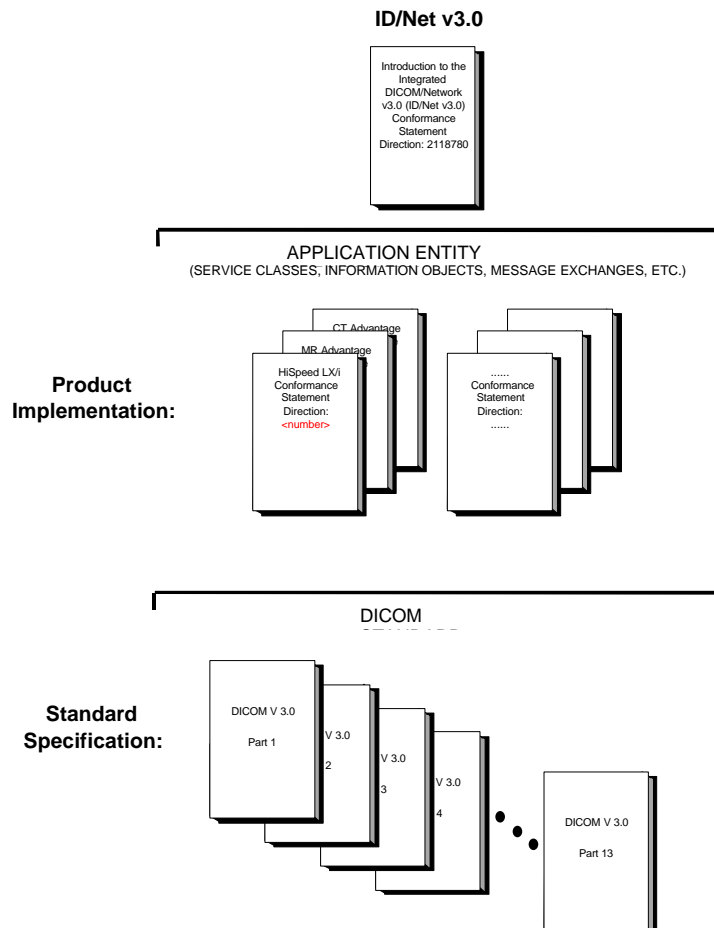 ID/Net v3.0
Introduction to the
Integrated
DICOM/Network
v3.0 (ID/Net v3.0)
Conformance
Statement
Direction: 2118780
APPLICATION ENTITY
(SERVICE CLASSES, INFORMATION OBJECTS, MESSAGE EXCHANGES, ETC.)
Product
Implementation:
CT Advantage
MR Advantage
HiSpeed LX/i
Conformance
Statement
Direction:
<number>
......
Conformance
Statement
Direction:
......
DICOM
Standard
Specification:
DICOM V 3.0
Part 1
V 3.0
2
V 3.0
3
V 3.0
4
DICOM V 3.0
Part 13